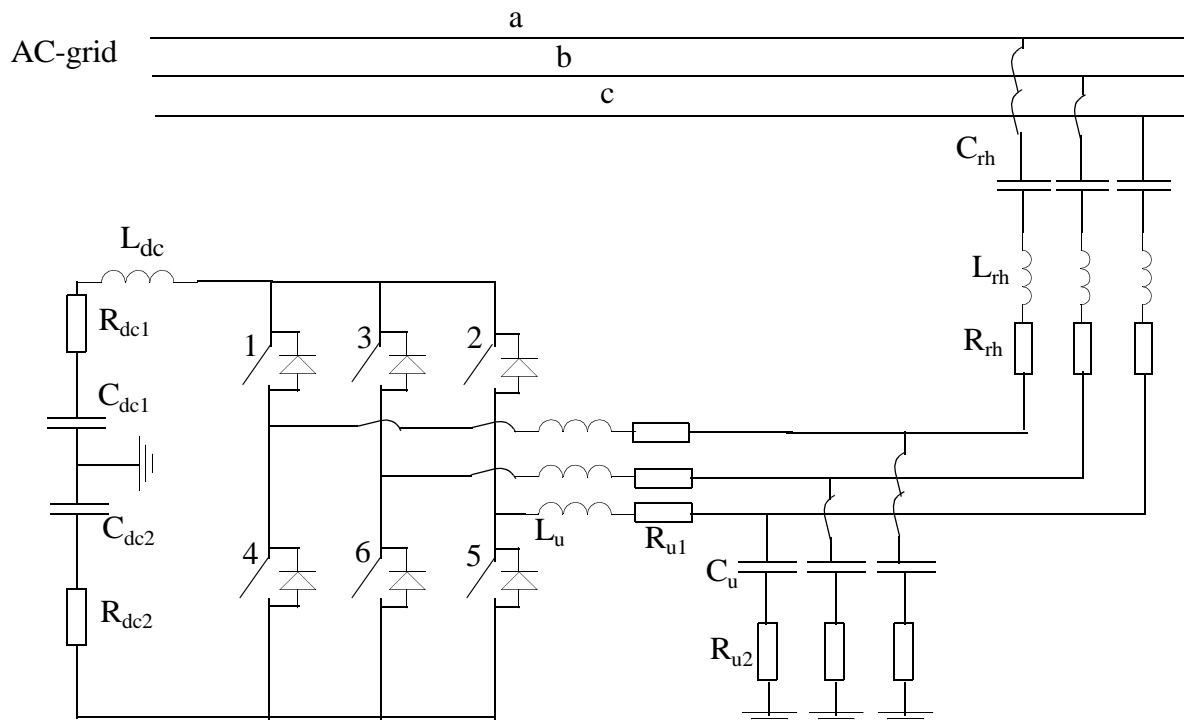 a
AC-grid
b
c
C_rh
L_dc
L_rh
R_dc1
1
3
2
R_rh
C_dc1
C_dc2
L_u
R_u1
4
6
5
C_u
R_dc2
R_u2